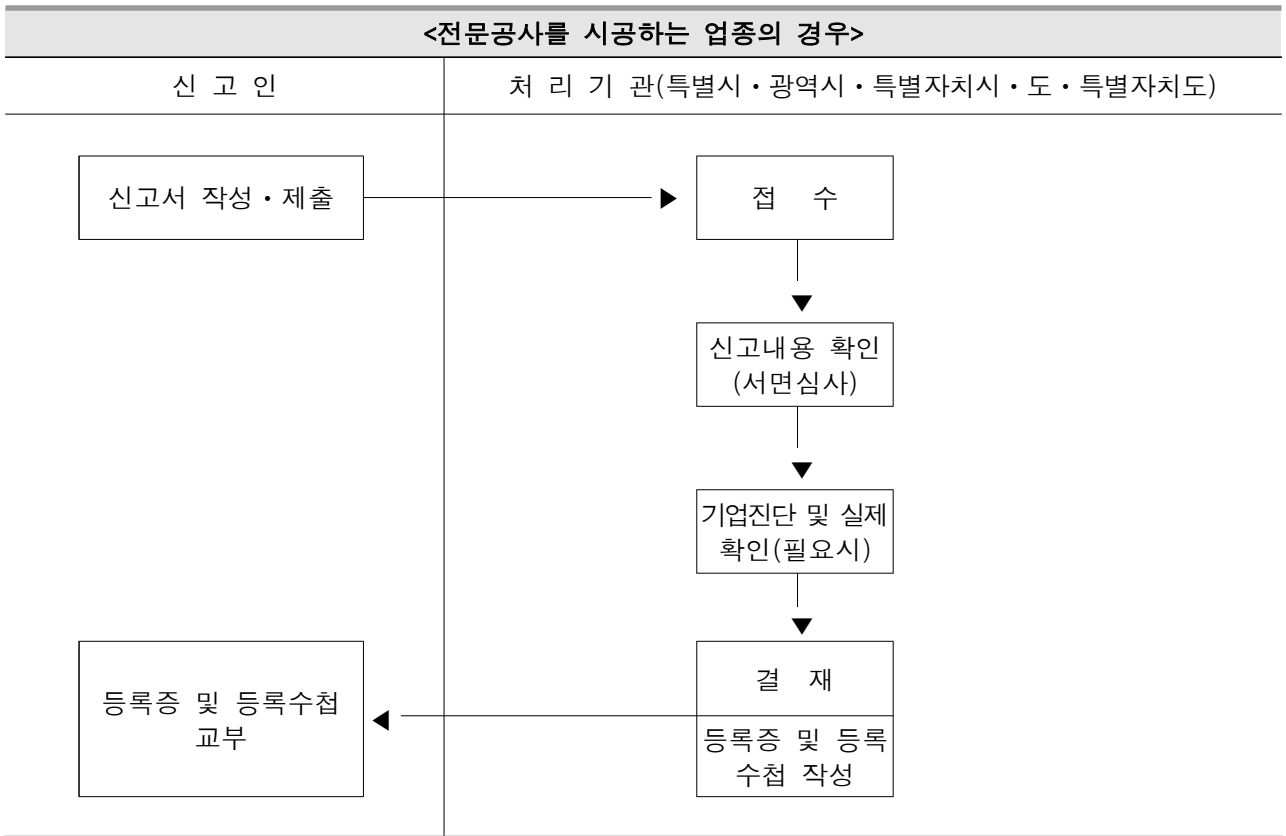 <전문공사를 시공하는 업종의 경우>
신 고 인
처 리 기 관(특별시・광역시・특별자치시・도・특별자치도)
신고서 작성・제출
접 수
신고내용 확인
(서면심사)
기업진단 및 실제
확인(필요시)
결 재
등록증 및 등록
수첩 작성
등록증 및 등록수첩
교부